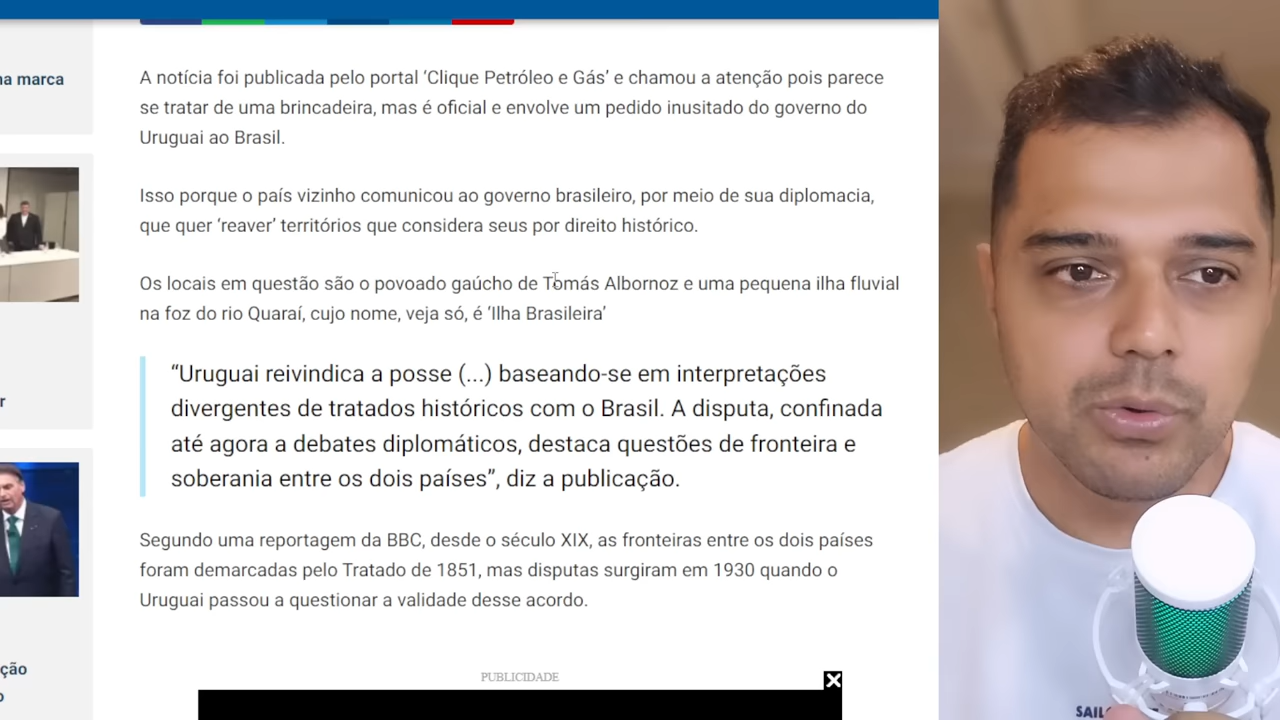 na marca
A notícia foi publicada pelo portal ‘Clique Petróleo e Gás’ e chamou a atenção pois parece
se tratar de uma brincadeira, mas é oficial e envolve um pedido inusitado do governo do
Uruguai ao Brasil.
Isso porque o país vizinho comunicou ao governo brasileiro, por meio de sua diplomacia,
que quer ‘reaver’ territórios que considera seus por direito histórico.
Os locais em questão são o povoado gaúcho de Tomás Albornoz e uma pequena ilha fluvial
na foz do rio Quaraí, cujo nome, veja só, é ‘Ilha Brasileira’
r
“Uruguai reivindica a posse (...) baseando-se em interpretações
divergentes de tratados históricos com o Brasil. A disputa, confinada
até agora a debates diplomáticos, destaca questões de fronteira e
soberania entre os dois países”, diz a publicação.
Segundo uma reportagem da BBC, desde o século XIX, as fronteiras entre os dois países
foram demarcadas pelo Tratado de 1851, mas disputas surgiram em 1930 quando o
Uruguai passou a questionar a validade desse acordo.
ção
o
PUBLICIDADE
SAIL